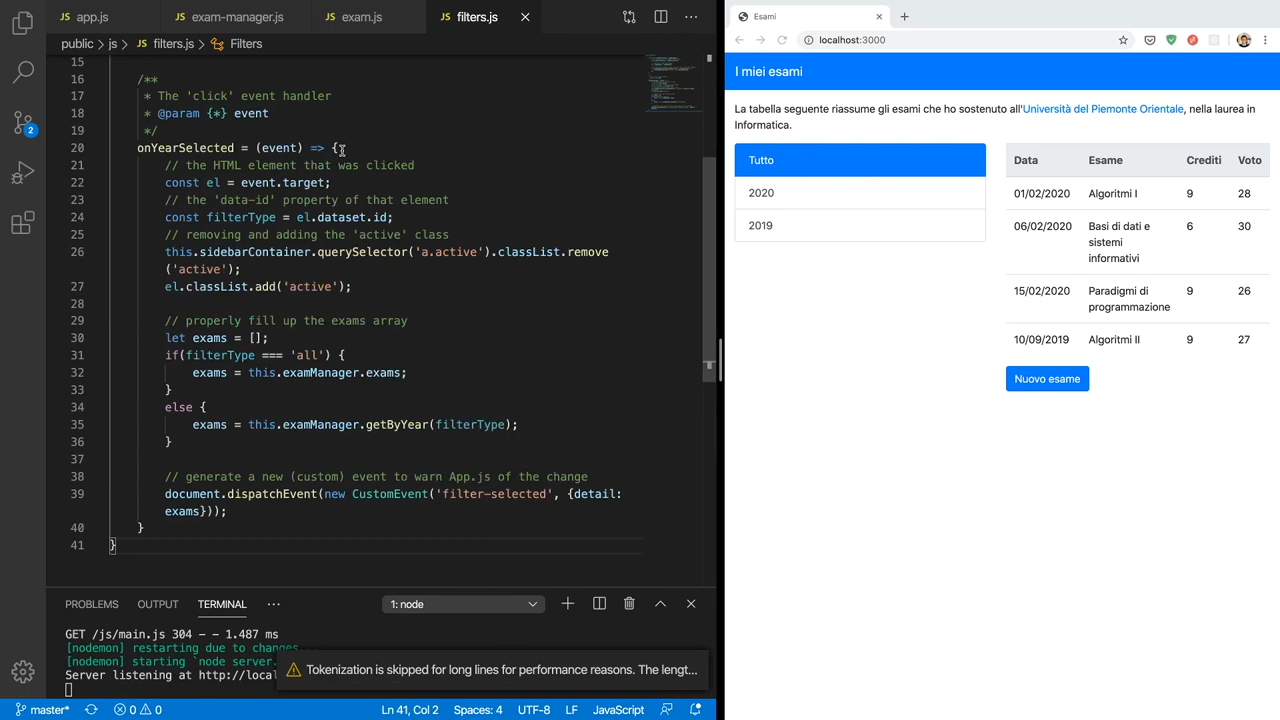 app.js
exam-manager.js
exam.js
filters.js
public > js > filters.js > Filters
15
16 /**
17 * The 'click' event handler
18 * @param {*} event
19 */
20 onYearSelected = (event) => {
21 // the HTML element that was clicked
22 const el = event.target;
23 // the 'data-id' property of that element
24 const filterType = el.dataset.id;
25 // removing and adding the 'active' class
26 this.sidebarContainer.querySelector('a.active').classList.remove
('active');
27 el.classList.add('active');
28
29 // properly fill up the exams array
30 let exams = [];
31 if(filterType === 'all') {
32 exams = this.examManager.exams;
33 }
34 else {
35 exams = this.examManager.getByYear(filterType);
36 }
37
38 // generate a new (custom) event to warn App.js of the change
39 document.dispatchEvent(new CustomEvent('filter-selected', {detail:
exams}));
40 }
41 }
2
PROBLEMS OUTPUT TERMINAL ···
1: node
GET /js/main.js 304 - - 1.487 ms
[nodemon] restarting due to changes...
[nodemon] starting `node server.
Server listening at http://local
Tokenization is skipped for long lines for performance reasons. The lengt...
master* 0 0
Ln 41, Col 2 Spaces: 4 UTF-8 LF JavaScript
Esami
localhost:3000
I miei esami
La tabella seguente riassume gli esami che ho sostenuto all'Università del Piemonte Orientale, nella laurea in
Informatica.
Tutto
2020
2019
Data Esame Crediti Voto
01/02/2020 Algoritmi I 9 28
06/02/2020 Basi di dati e 6 30
sistemi
informativi
15/02/2020 Paradigmi di 9 26
programmazione
10/09/2019 Algoritmi II 9 27
Nuovo esame